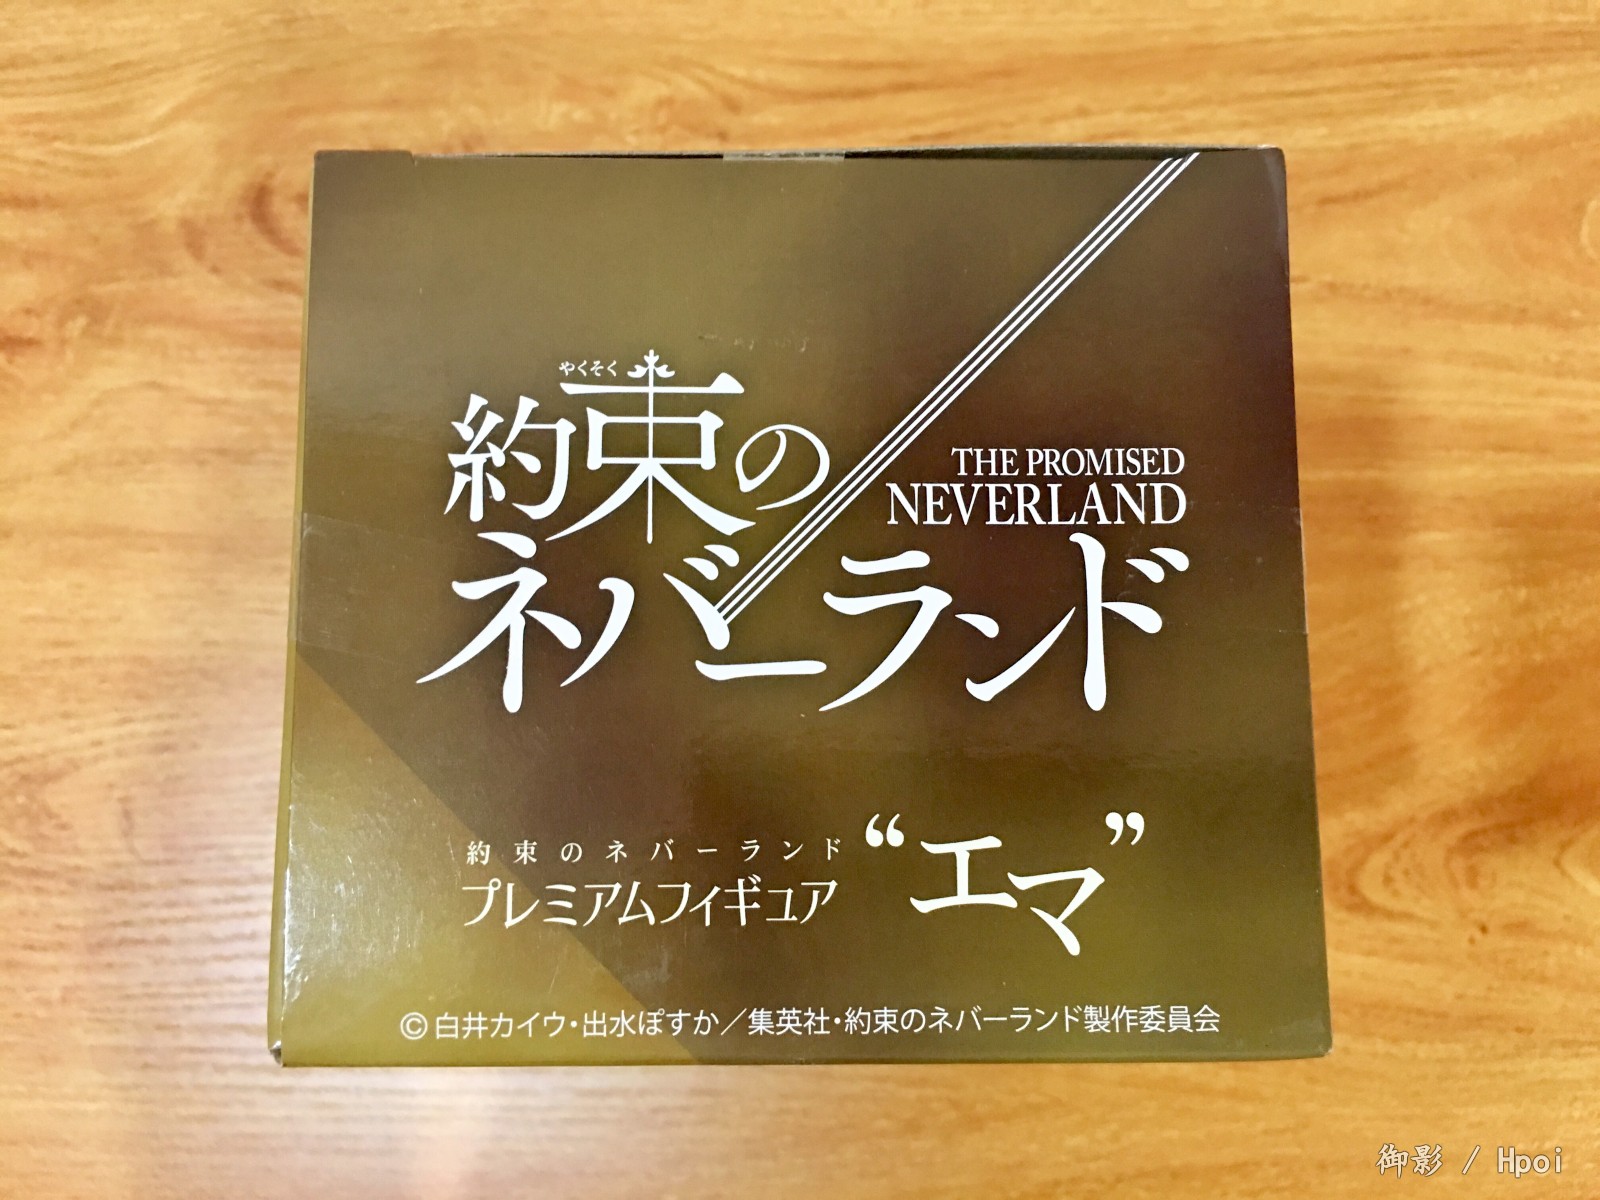 やくそく
約束の
THE PROMISED
NEVERLAND
ネバーランド
約束のネバーランド
プレミアムフィギュア
“エマ”
©白井カイウ・出水ぽすか／集英社・約束のネバーランド製作委員会
御影 / Hpoi